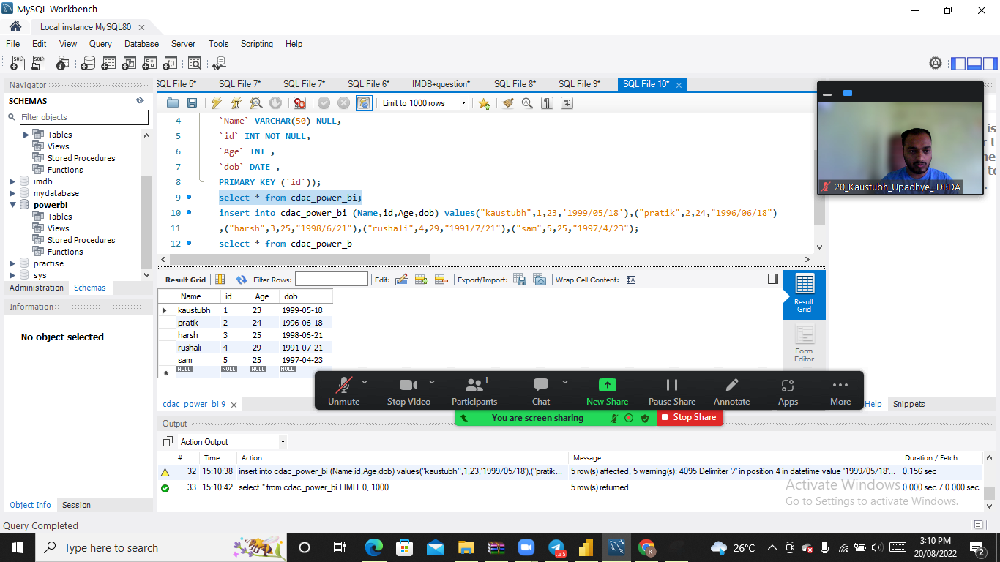 MySQL Workbench
Local instance MySQL80
File Edit View Query Database Server Tools Scripting Help
Navigator
SCHEMAS
Filter objects
Tables
Views
Stored Procedures
Functions
imdb
mydatabase
powerbi
Tables
Views
Stored Procedures
Functions
practise
sys
Administration Schemas
Information
No object selected
Object Info Session
Query Completed
SQL File 5* SQL File 7* SQL File 7* SQL File 6* IMDB+question* SQL File 8* SQL File 9* SQL File 10*
Limit to 1000 rows
4 `Name` VARCHAR(50) NULL,
5 `id` INT NOT NULL,
6 `Age` INT ,
7 `dob` DATE ,
8 PRIMARY KEY (`id`));
9 select * from cdac_power_bi;
10 insert into cdac_power_bi (Name,id,Age,dob) values("kaustubh",1,23,'1999/05/18'),("pratik",2,24,"1996/06/18")
11 ,("harsh",3,25,"1998/6/21"),("rushali",4,29,"1991/7/21"),("sam",5,25,"1997/4/23");
12 select * from cdac_power_b
20_Kaustubh_Upadhye_ DBDA
Result Grid Filter Rows: Edit: Export/Import: Wrap Cell Content:
Name id Age dob
kaustubh 1 23 1999-05-18
pratik 2 24 1996-06-18
harsh 3 25 1998-06-21
rushali 4 29 1991-07-21
sam 5 25 1997-04-23
NULL NULL NULL NULL
Result
Grid
Form
Editor
Unmute Stop Video Participants 1 Chat New Share Pause Share Annotate Apps More
You are screen sharing Stop Share
cdac_power_bi 9
Help Snippets
Output
Action Output
# Time Action Message Duration / Fetch
32 15:10:38 insert into cdac_power_bi (Name,id,Age,dob) values("kaustubh",1,23,'1999/05/18'),("pratik... 5 row(s) affected, 5 warning(s): 4095 Delimiter '/' in position 4 in datetime value '1999/05/18'... 0.156 sec
33 15:10:42 select * from cdac_power_bi LIMIT 0, 1000 5 row(s) returned 0.000 sec / 0.000 sec
Activate Windows
Go to Settings to activate Windows.
Type here to search
35
K
26°C
3:10 PM
20/08/2022
2